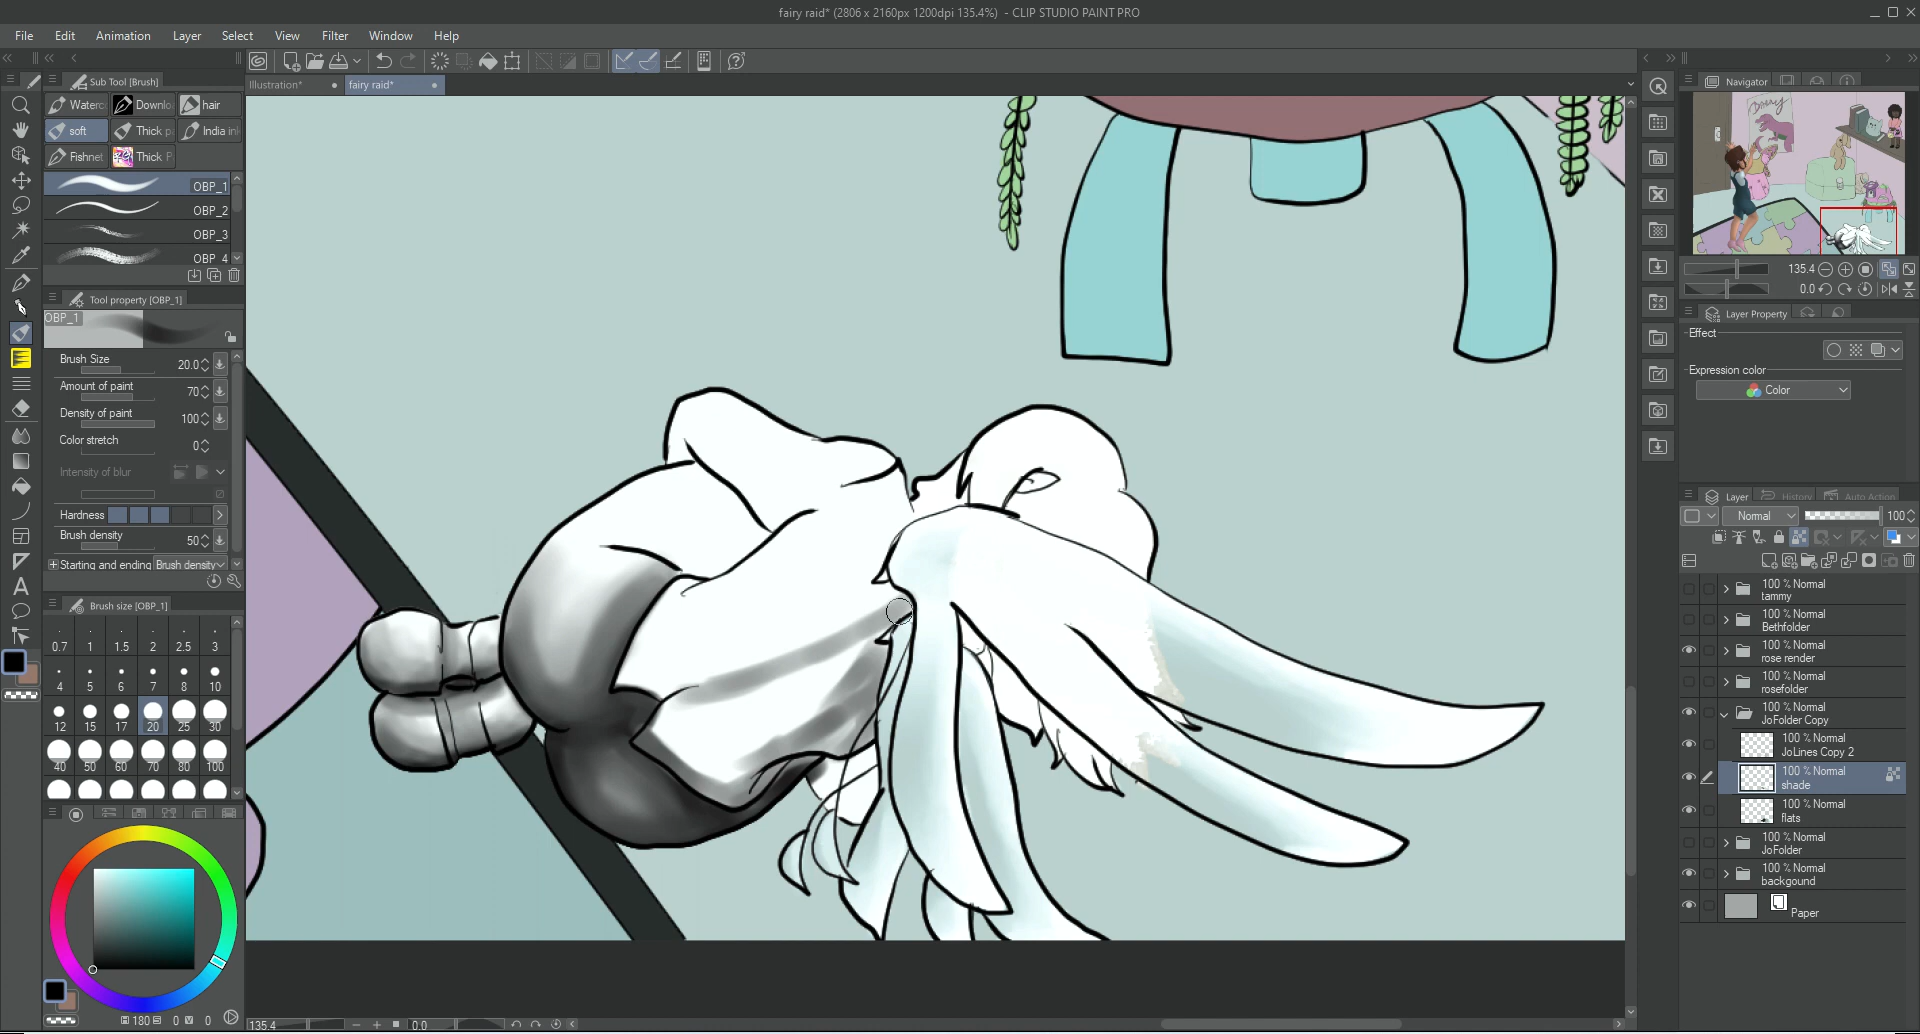 fairy raid* (2806 x 2160px 1200dpi 135.4%) - CLIP STUDIO PAINT PRO
File Edit Animation Layer Select View Filter Window Help
Sub Tool [Brush]
Illustration* fairy raid*
Navigator
Waterc Downlo hair
soft Thick p India in
Fishnet Thick F
OBP_1
OBP_2
OBP_3
OBP_4
Tool property [OBP_1]
OBP_1
Brush Size 20.0
Amount of paint 70
Density of paint 100
Color stretch 0
Intensity of blur
Hardness
Brush density 50
Starting and ending Brush density
Brush size [OBP_1]
0.7 1 1.5 2 2.5 3
4 5 6 7 8 10
12 15 17 20 25 30
40 50 60 70 80 100
180 0 0
135.4 0.0
135.4
0.0
Layer Property
Effect
Expression color
Color
Layer History Auto Action
Normal 100
100 % Normal
tammy
100 % Normal
Bethfolder
100 % Normal
rose render
100 % Normal
rosefolder
100 % Normal
JoFolder Copy
100 % Normal
JoLines Copy 2
100 % Normal
shade
100 % Normal
flats
100 % Normal
JoFolder
100 % Normal
backgound
Paper